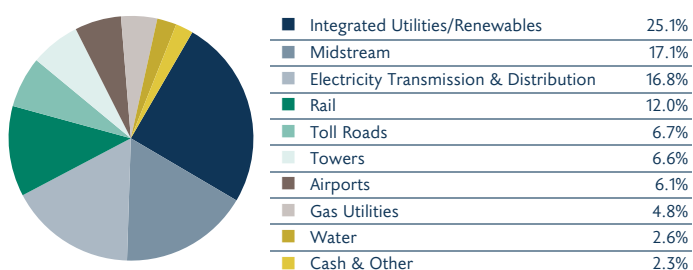 Integrated Utilities/Renewables 25.1%
Midstream 17.1%
Electricity Transmission & Distribution 16.8%
Rail 12.0%
Toll Roads 6.7%
Towers 6.6%
Airports 6.1%
Gas Utilities 4.8%
Water 2.6%
Cash & Other 2.3%